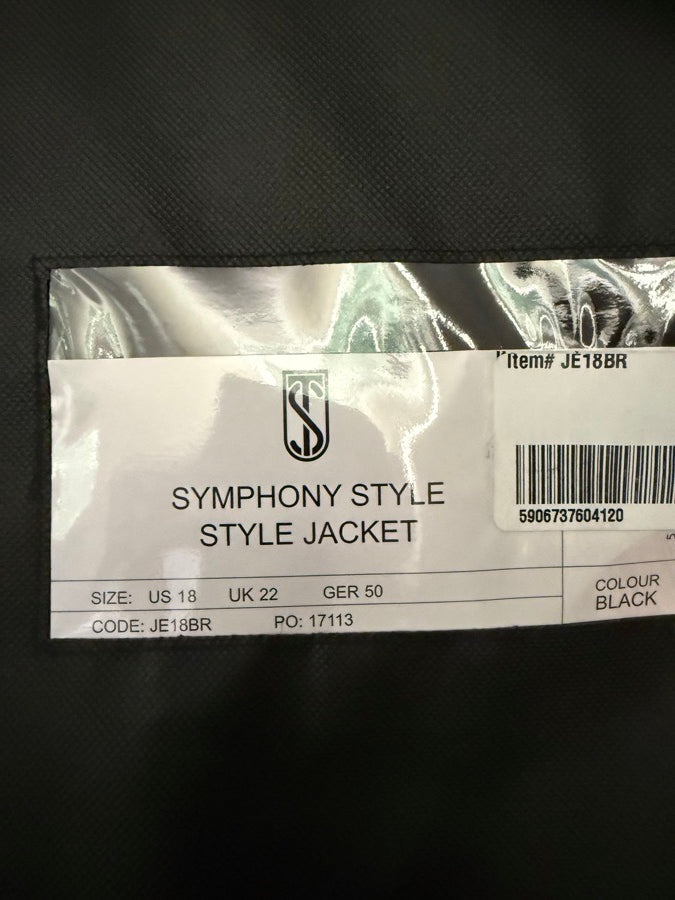 "Item# JE18BR
5906737604120
SYMPHONY STYLE
STYLE JACKET
SIZE: US 18 UK 22 GER 50
CODE: JE18BR PO: 17113
COLOUR
BLACK